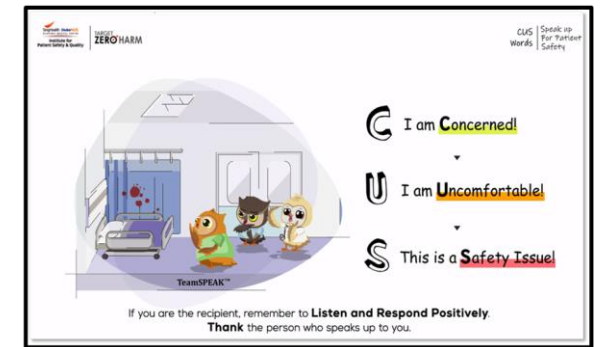 SingHealth DukeNUS
Institute for
Patient Safety & Quality
TARGET
ZERO HARM
CUS
Words
Speak up
For Patient
Safety
C I am Concerned!
U I am Uncomfortable!
S This is a Safety Issue!
TeamSPEAK™
If you are the recipient, remember to Listen and Respond Positively.
Thank the person who speaks up to you.